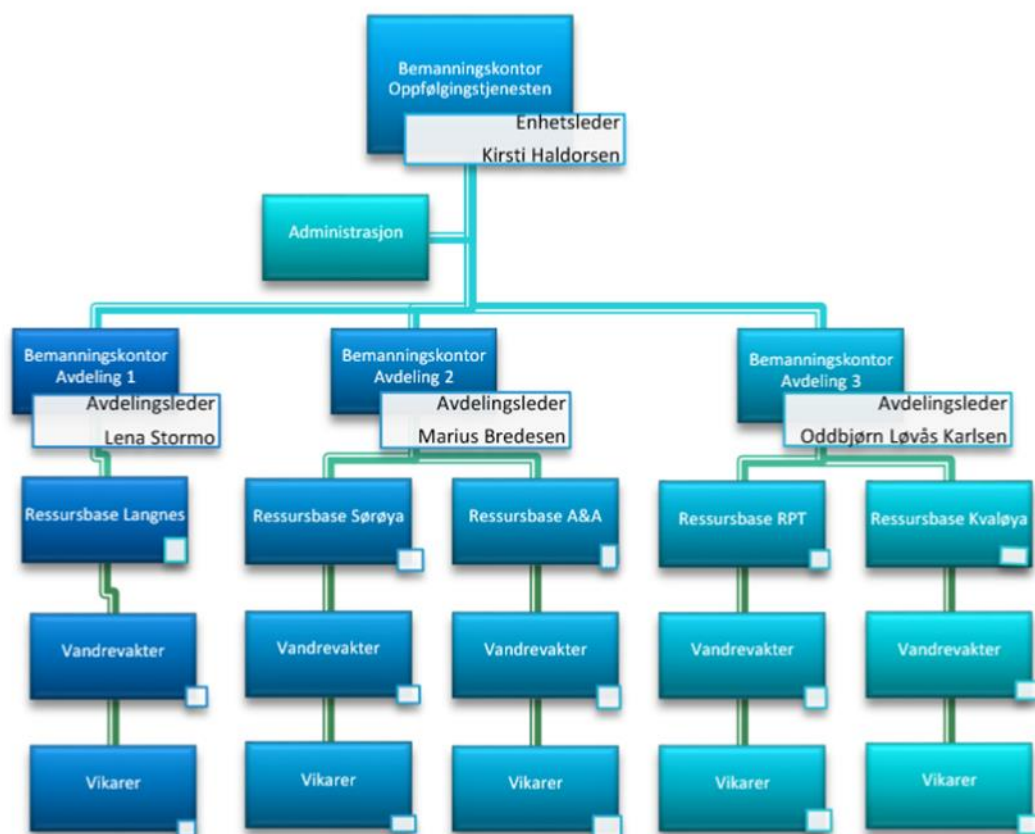 Bemanningskontor
Oppfølgingstjenesten
Enhetsleder
Kirsti Haldorsen
Administrasjon
Bemanningskontor
Avdeling 1
Avdelingsleder
Lena Stormo
Bemanningskontor
Avdeling 2
Avdelingsleder
Marius Bredesen
Bemanningskontor
Avdeling 3
Avdelingsleder
Oddbjørn Løvås Karlsen
Ressursbase Langnes
Ressursbase Sørøya
Ressursbase A&A
Ressursbase RPT
Ressursbase Kvaløya
Vandrevakter
Vandrevakter
Vandrevakter
Vandrevakter
Vandrevakter
Vikarer
Vikarer
Vikarer
Vikarer
Vikarer